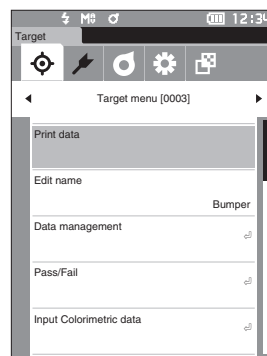 12:34
Target
Target menu [0003]
Print data
Edit name
Bumper
Data management
Pass/Fail
Input Colorimetric data